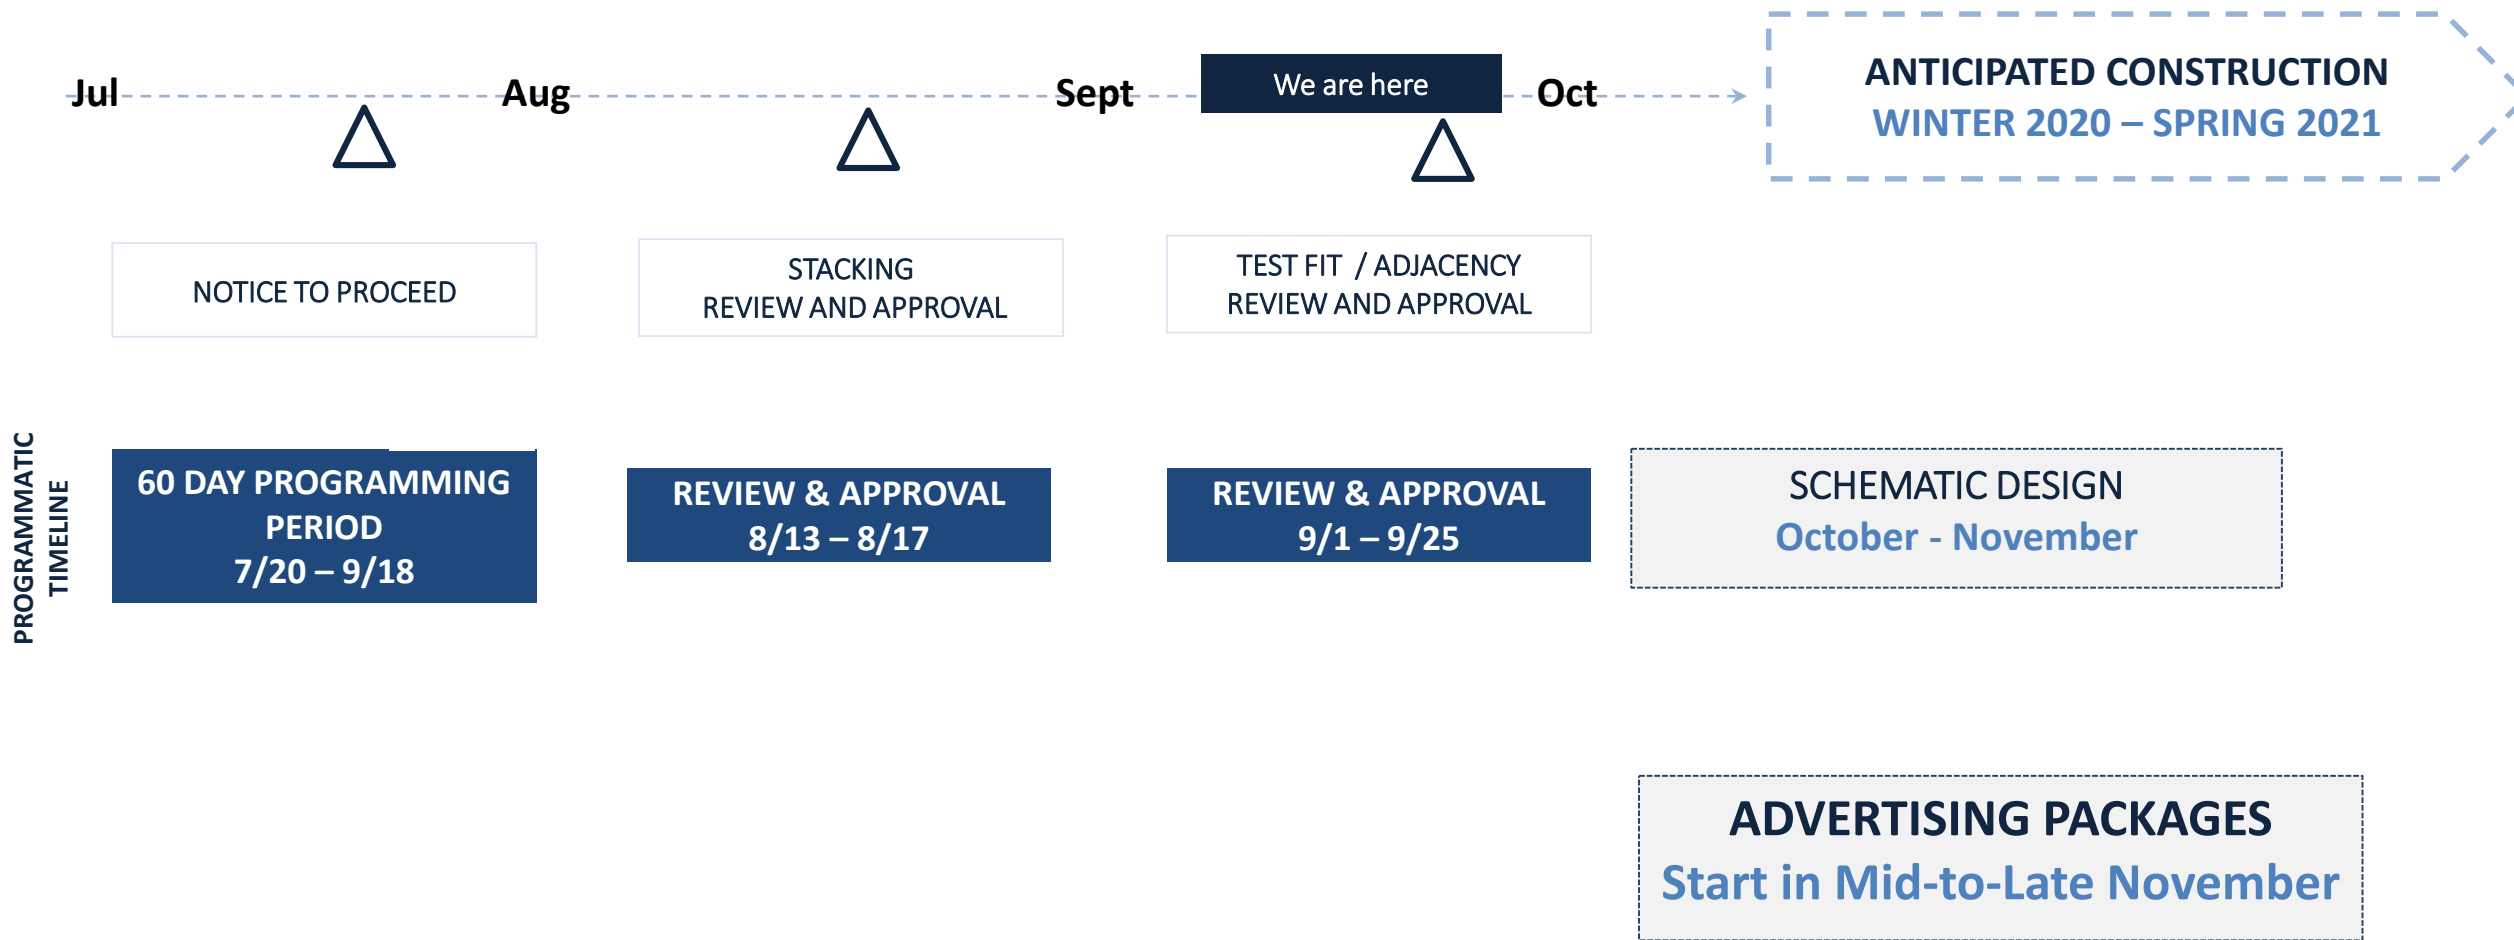 Jul
Aug
Sept
We are here
Oct
ANTICIPATED CONSTRUCTION
WINTER 2020 – SPRING 2021
NOTICE TO PROCEED
STACKING
REVIEW AND APPROVAL
TEST FIT / ADJACENCY
REVIEW AND APPROVAL
PROGRAMMATIC
TIMELINE
60 DAY PROGRAMMING
PERIOD
7/20 – 9/18
REVIEW & APPROVAL
8/13 – 8/17
REVIEW & APPROVAL
9/1 – 9/25
SCHEMATIC DESIGN
October - November
ADVERTISING PACKAGES
Start in Mid-to-Late November